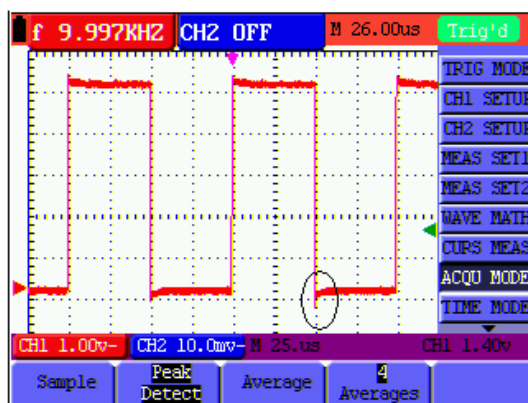 f 9.997KHZ CH2 OFF M 26.00us Trig'd
TRIG MODE
CH1 SETUP
CH2 SETUP
MEAS SET1
MEAS SET2
WAVE MATH
CURS MEAS
ACQU MODE
TIME MODE
CH1 1.00v- CH2 10.0mv- M 25.us CH1 1.40v
Sample
Peak
Detect
Average
4
Averages